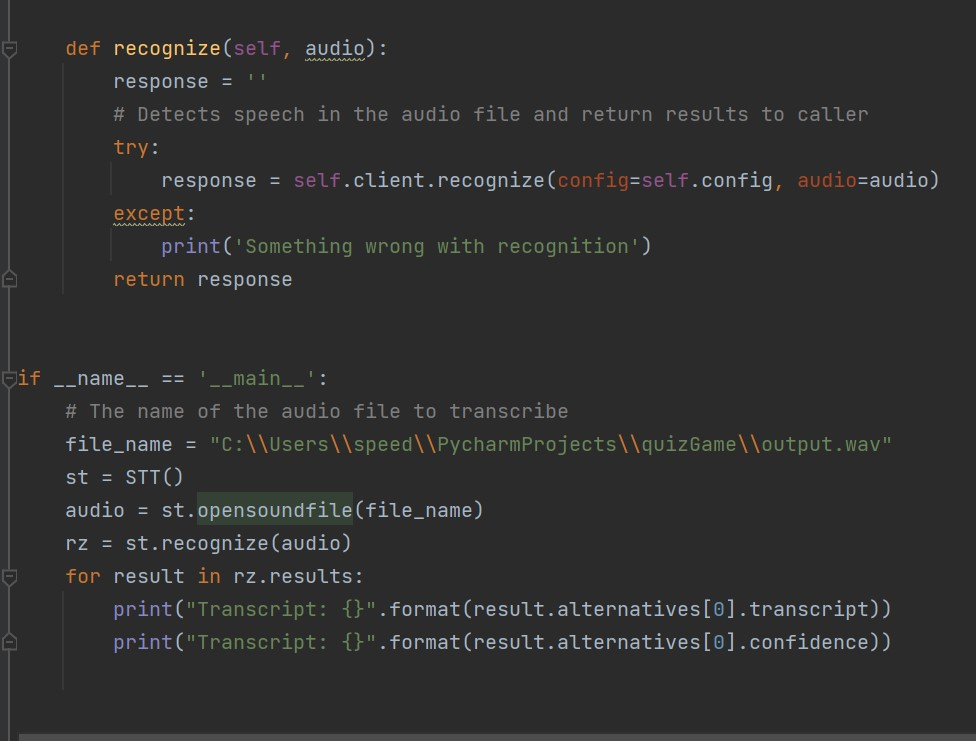 def recognize(self, audio):
response = ''
# Detects speech in the audio file and return results to caller
try:
response = self.client.recognize(config=self.config, audio=audio)
except:
print('Something wrong with recognition')
return response
if __name__ == '__main__':
# The name of the audio file to transcribe
file_name = "C:\\Users\\speed\\PycharmProjects\\quizGame\\output.wav"
st = STT()
audio = st.opensoundfile(file_name)
rz = st.recognize(audio)
for result in rz.results:
print("Transcript: {}".format(result.alternatives[0].transcript))
print("Transcript: {}".format(result.alternatives[0].confidence))